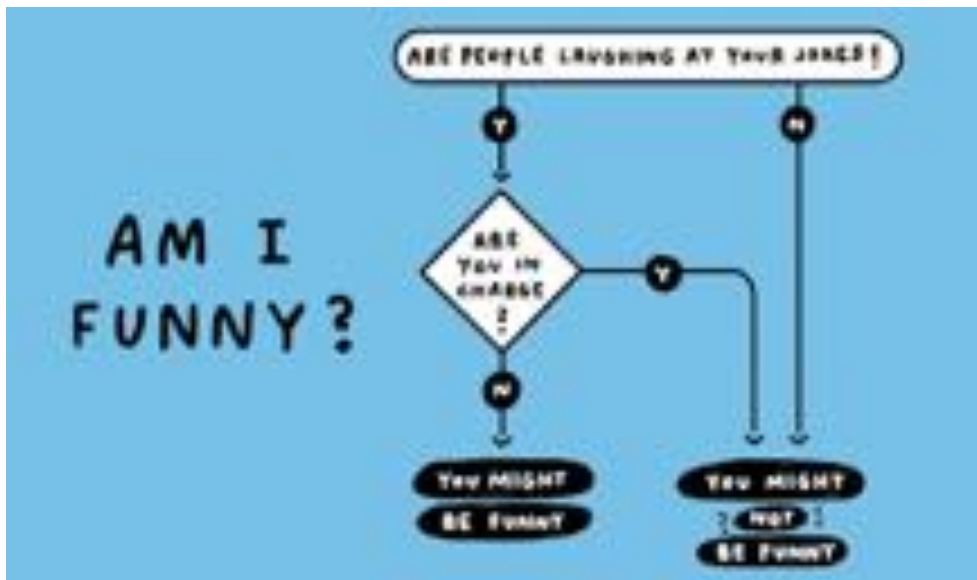 AM I
FUNNY?
ARE PEOPLE LAUGHING AT YOUR JOKES?
Y
N
ARE
YOU IN
CHARGE
?
Y
N
YOU MIGHT
BE FUNNY
YOU MIGHT
NOT
BE FUNNY